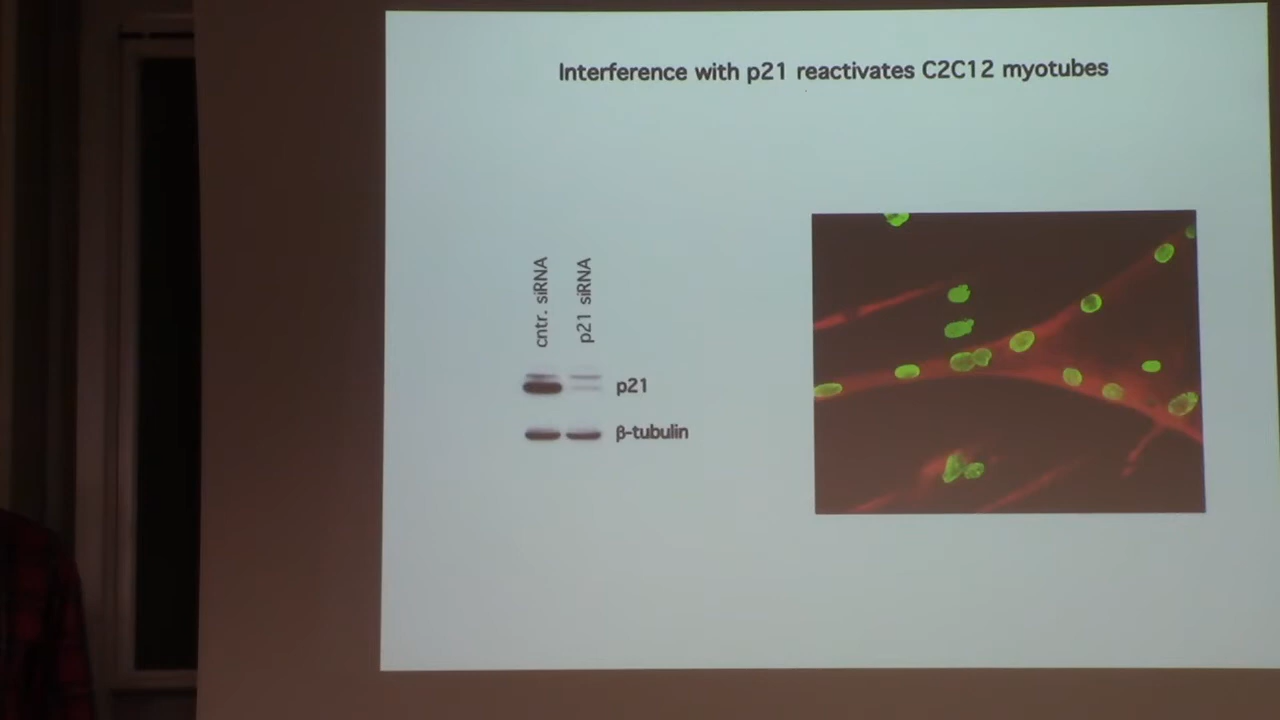 Interference with p21 reactivates C2C12 myotubes
cntr. siRNA
p21 siRNA
p21
β-tubulin